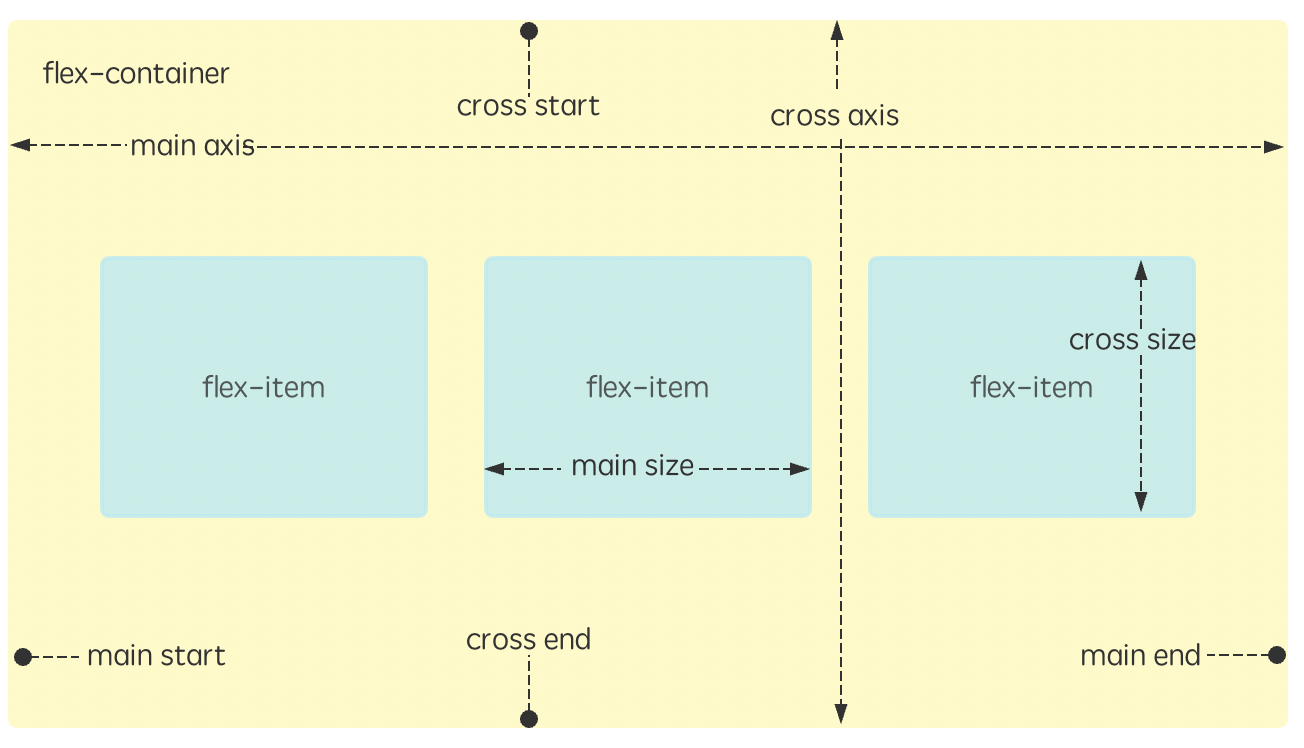 flex-container
cross start
cross axis
main axis
cross size
flex-item
flex-item
flex-item
main size
cross end
main start
main end